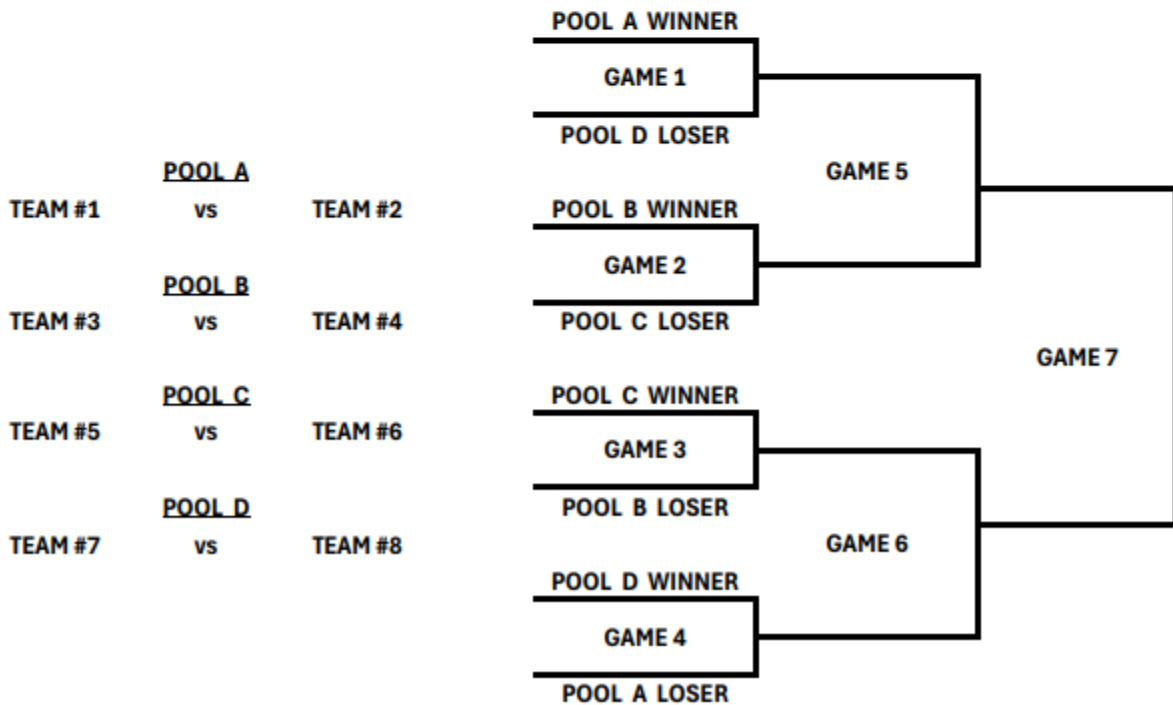 POOL A
TEAM #1 vs TEAM #2
POOL B
TEAM #3 vs TEAM #4
POOL C
TEAM #5 vs TEAM #6
POOL D
TEAM #7 vs TEAM #8
POOL A WINNER
GAME 1
POOL D LOSER
GAME 5
POOL B WINNER
GAME 2
POOL C LOSER
GAME 7
POOL C WINNER
GAME 3
POOL B LOSER
GAME 6
POOL D WINNER
GAME 4
POOL A LOSER